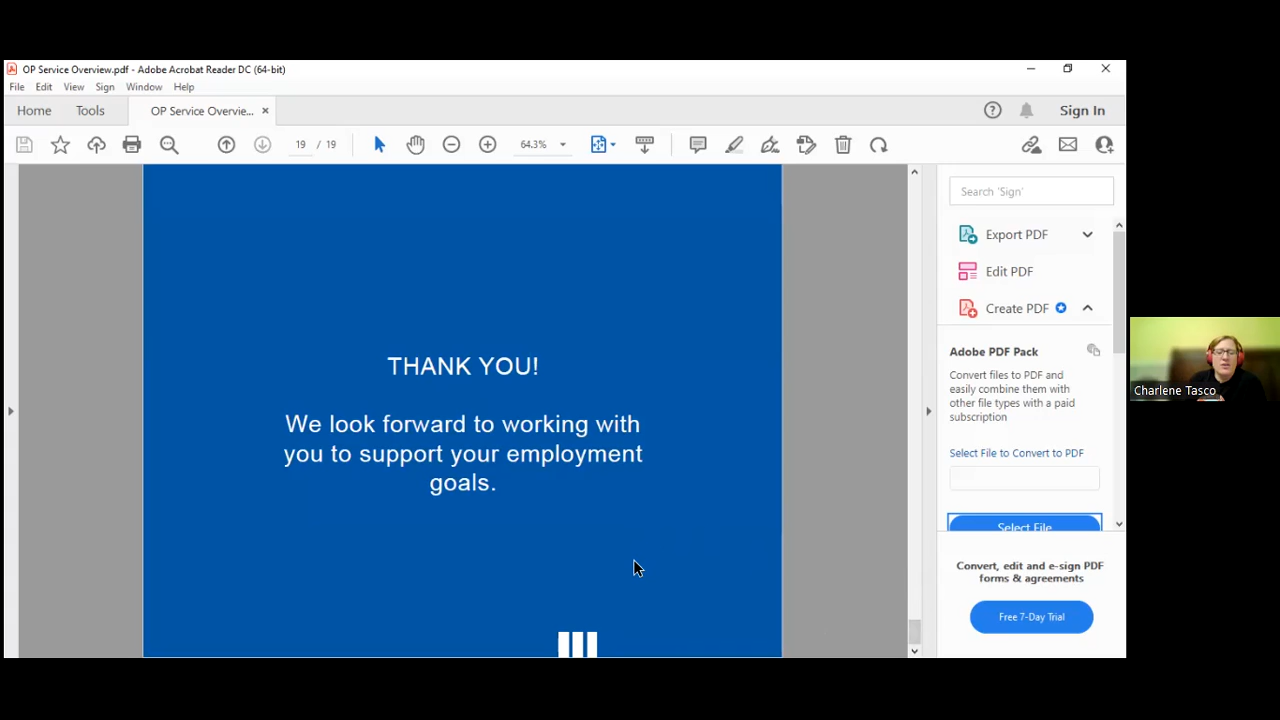 OP Service Overview.pdf - Adobe Acrobat Reader DC (64-bit)
File Edit View Sign Window Help
Home Tools OP Service Overvie... × ? Sign In
19 / 19 64.3%
Search 'Sign'
Export PDF
Edit PDF
Create PDF
Adobe PDF Pack
Convert files to PDF and
easily combine them with
other file types with a paid
subscription
Select File to Convert to PDF
Select File
Convert, edit and e-sign PDF
forms & agreements
Free 7-Day Trial
THANK YOU!
We look forward to working with
you to support your employment
goals.
Charlene Tasco